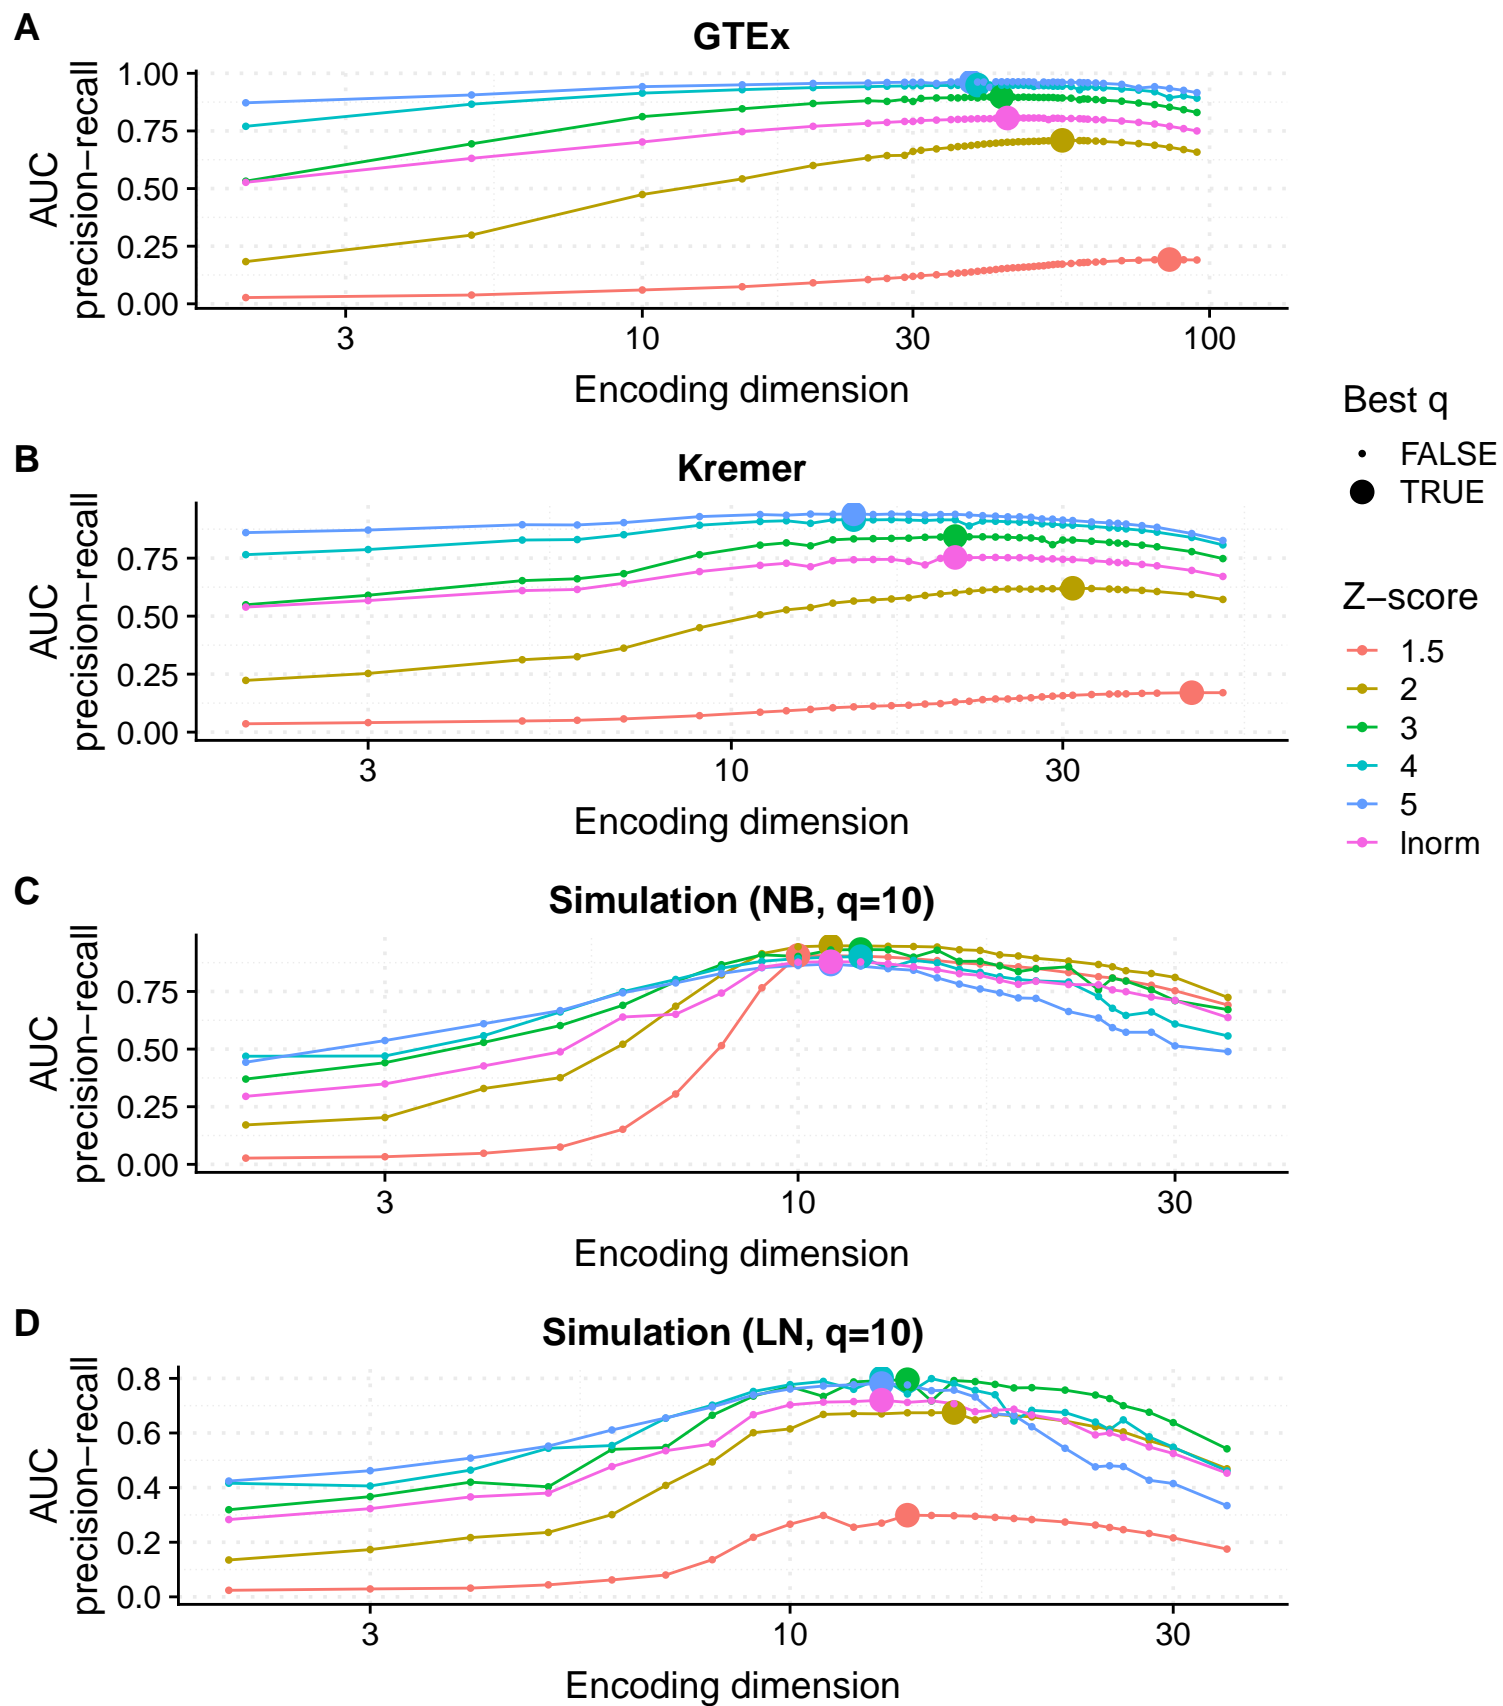 A
GTEx
AUC
precision−recall
1.00
0.75
0.50
0.25
0.00
3
10
30
100
Encoding dimension
B
Kremer
AUC
precision−recall
0.75
0.50
0.25
0.00
3
10
30
Encoding dimension
C
Simulation (NB, q=10)
AUC
precision−recall
0.75
0.50
0.25
0.00
3
10
30
Encoding dimension
D
Simulation (LN, q=10)
AUC
precision−recall
0.8
0.6
0.4
0.2
0.0
3
10
30
Encoding dimension
Best q
FALSE
TRUE
Z−score
1.5
2
3
4
5
lnorm